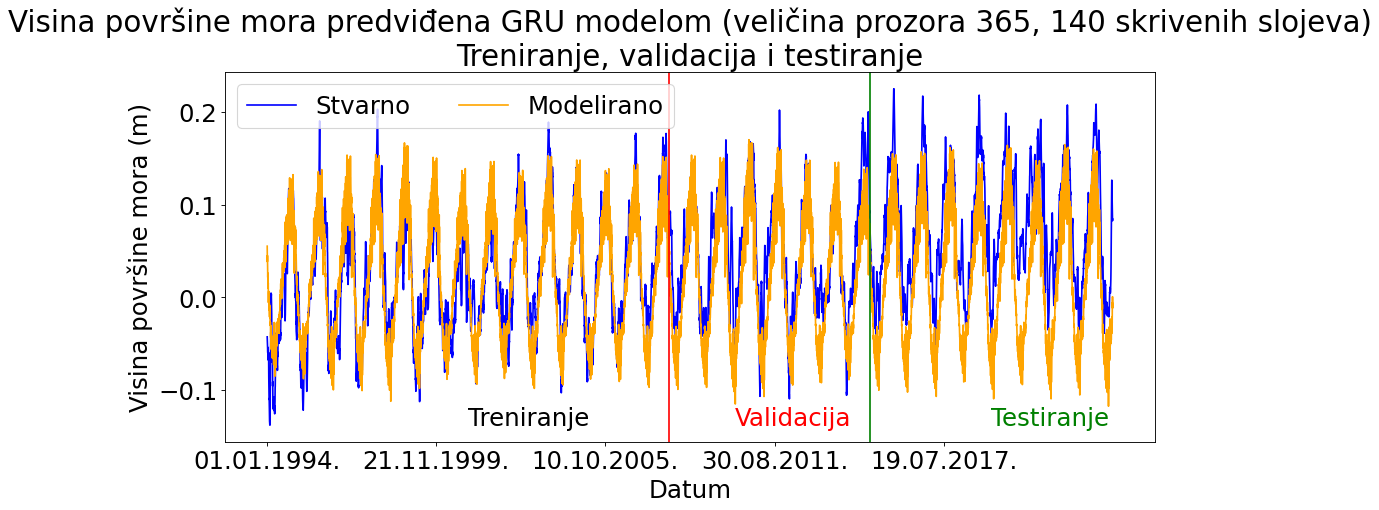 Visina površine mora predviđena GRU modelom (veličina prozora 365, 140 skrivenih slojeva)
Treniranje, validacija i testiranje
Stvarno
Modelirano
Visina površine mora (m)
0.2
0.1
0.0
−0.1
Treniranje
Validacija
Testiranje
01.01.1994.
21.11.1999.
10.10.2005.
30.08.2011.
19.07.2017.
Datum